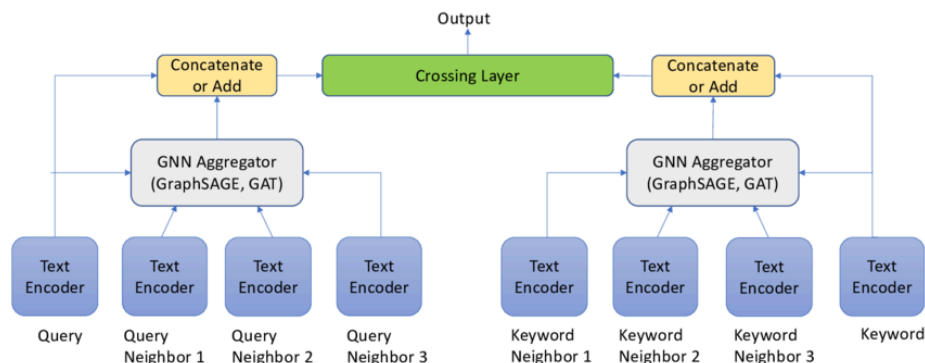 Output
Concatenate
or Add
Crossing Layer
Concatenate
or Add
GNN Aggregator
(GraphSAGE, GAT)
GNN Aggregator
(GraphSAGE, GAT)
Text
Encoder
Text
Encoder
Text
Encoder
Text
Encoder
Text
Encoder
Text
Encoder
Text
Encoder
Text
Encoder
Query
Query
Neighbor 1
Query
Neighbor 2
Query
Neighbor 3
Keyword
Neighbor 1
Keyword
Neighbor 2
Keyword
Neighbor 3
Keyword